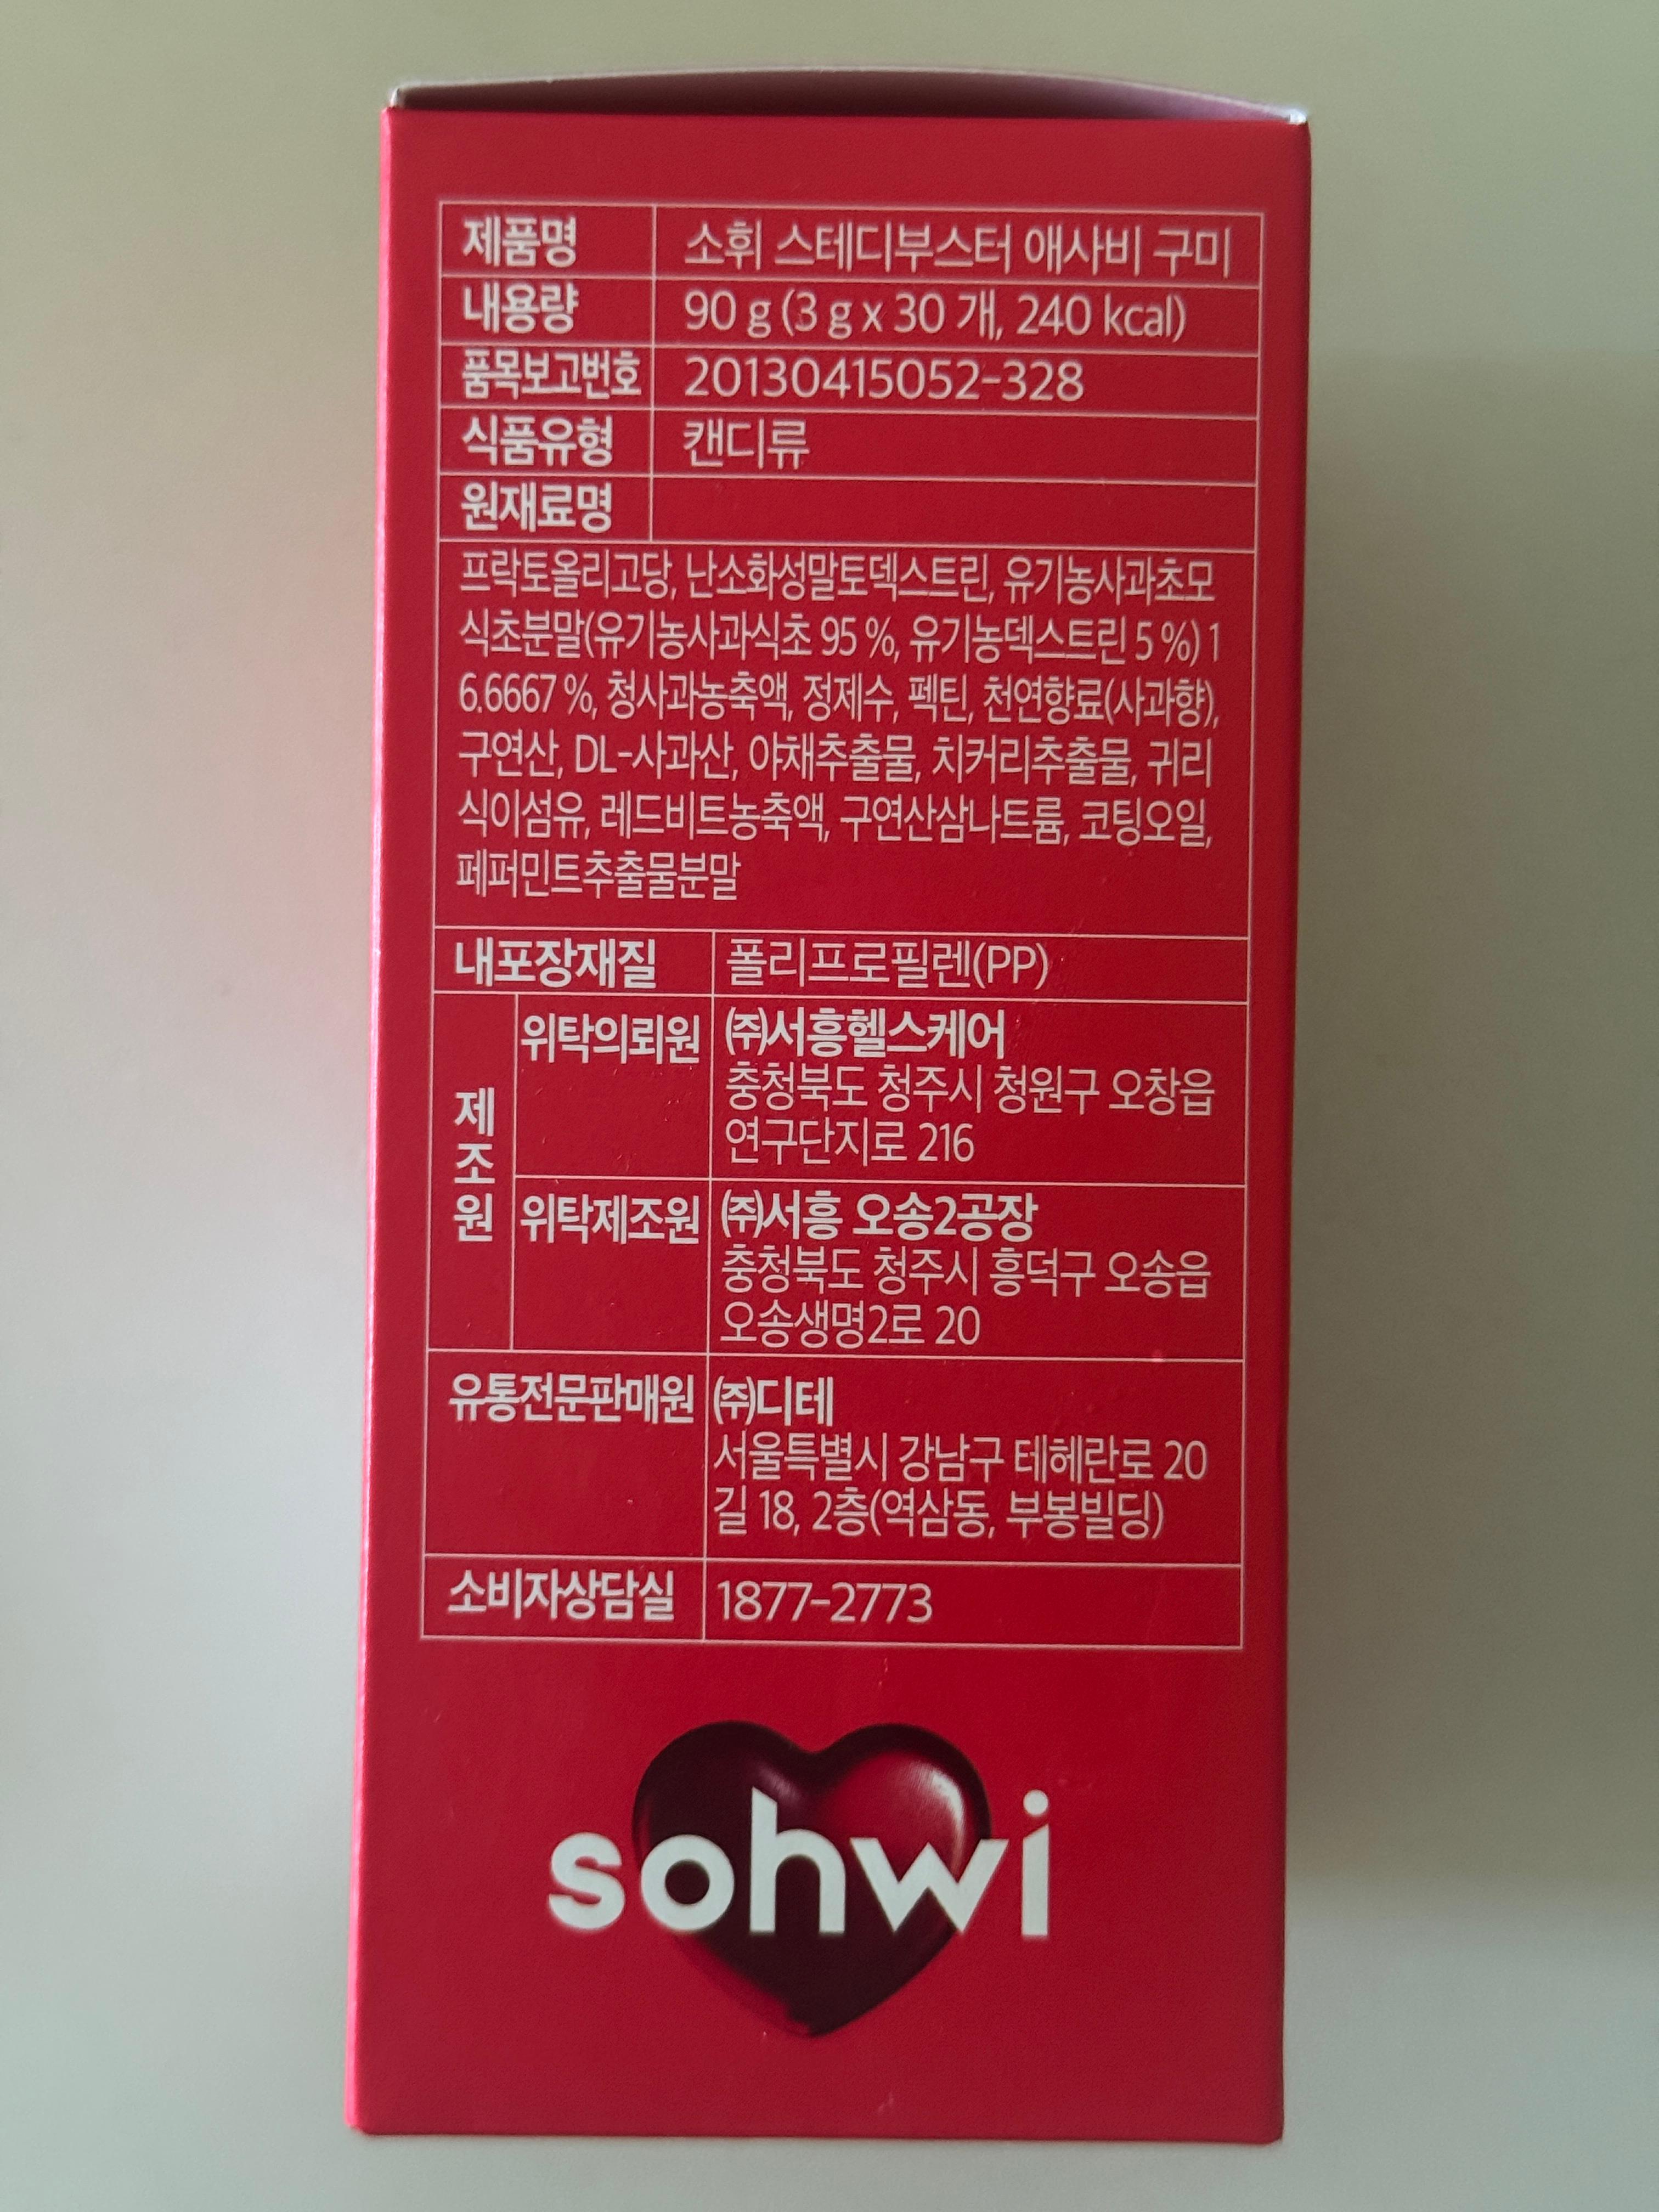 제품명 소휘 스테디부스터 애사비 구미
내용량 90 g (3 g x 30 개, 240 kcal)
품목보고번호 20130415052-328
식품유형 캔디류
원재료명
프락토올리고당, 난소화성말토덱스트린, 유기농사과초모
식초분말(유기농사과식초 95 %, 유기농덱스트린 5 %) 1
6.6667 %, 청사과농축액, 정제수, 펙틴, 천연향료(사과향),
구연산, DL-사과산, 야채추출물, 치커리추출물, 귀리
식이섬유, 레드비트농축액, 구연산삼나트륨, 코팅오일,
페퍼민트추출물분말
내포장재질 폴리프로필렌(PP)
제조원
위탁의뢰원 ㈜서흥헬스케어
충청북도 청주시 청원구 오창읍
연구단지로 216
위탁제조원 ㈜서흥 오송2공장
충청북도 청주시 흥덕구 오송읍
오송생명2로 20
유통전문판매원 ㈜디테
서울특별시 강남구 테헤란로 20
길 18, 2층(역삼동, 부봉빌딩)
소비자상담실 1877-2773
sohwi